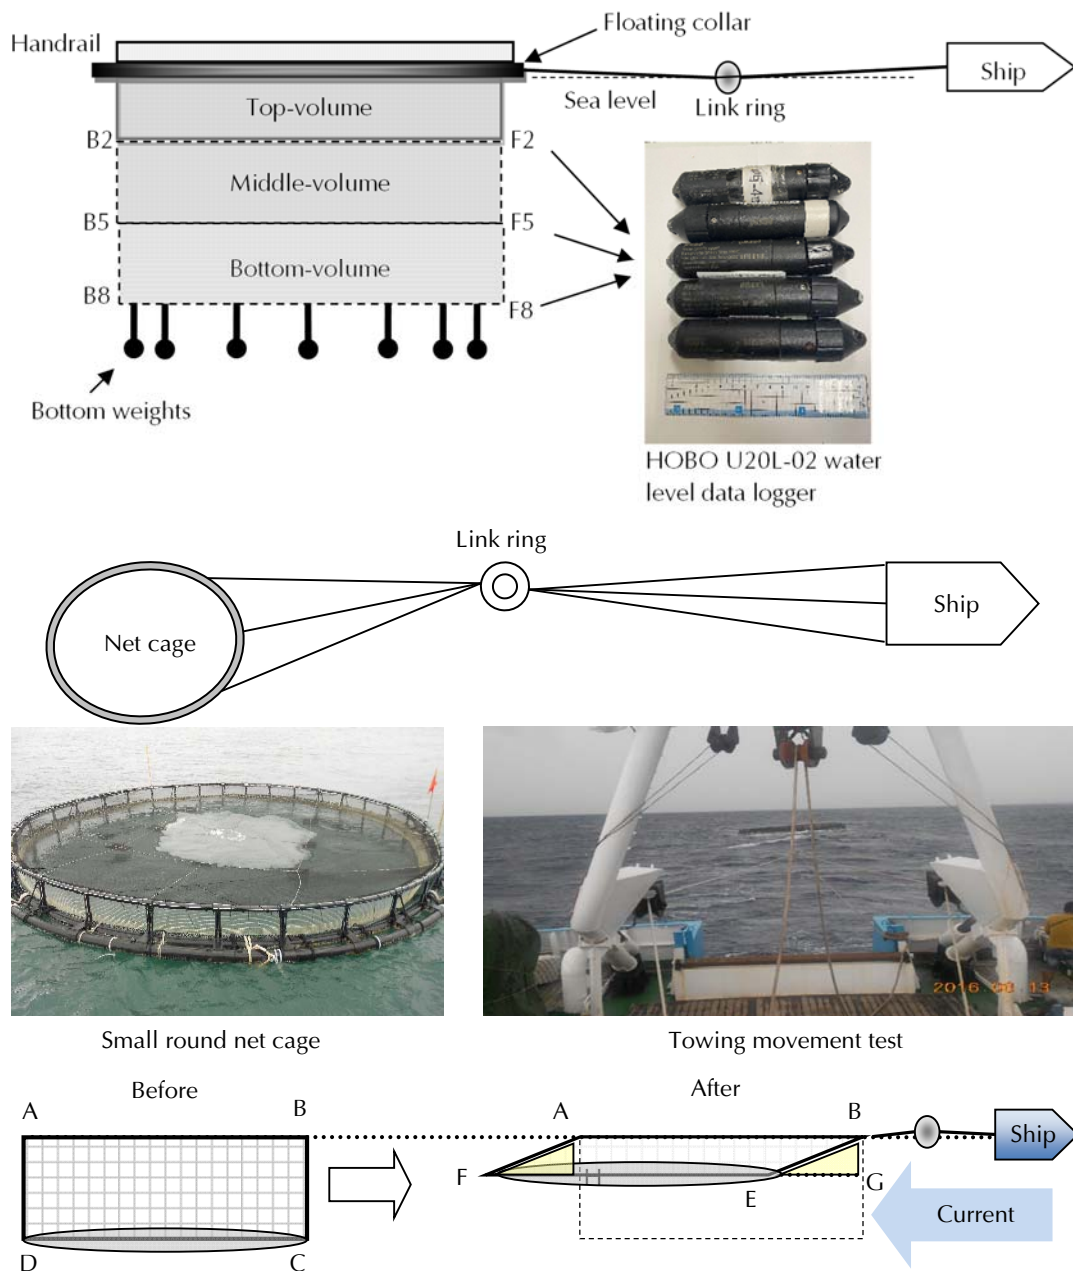 Floating collar
Handrail
Ship
Sea level
Link ring
Top-volume
B2
F2
Middle-volume
B5
F5
Bottom-volume
B8
F8
Bottom weights
HOBO U20L-02 water
level data logger
Link ring
Net cage
Ship
2016.03.13
Small round net cage
Towing movement test
Before
After
A
B
A
B
Ship
F
H
E
G
Current
D
C